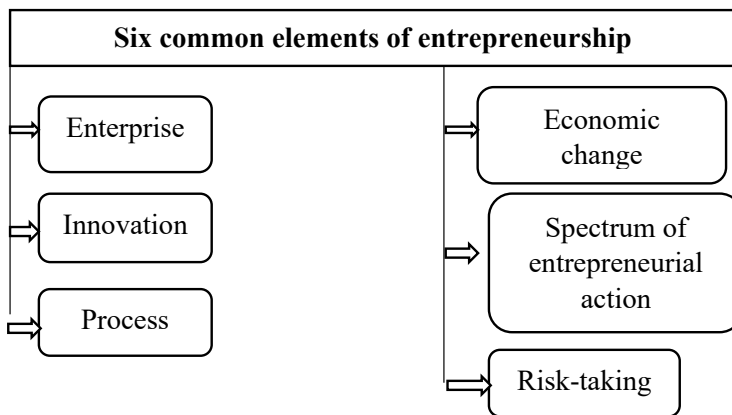 Six common elements of entrepreneurship
Enterprise
Innovation
Process
Economic
change
Spectrum of
entrepreneurial
action
Risk-taking